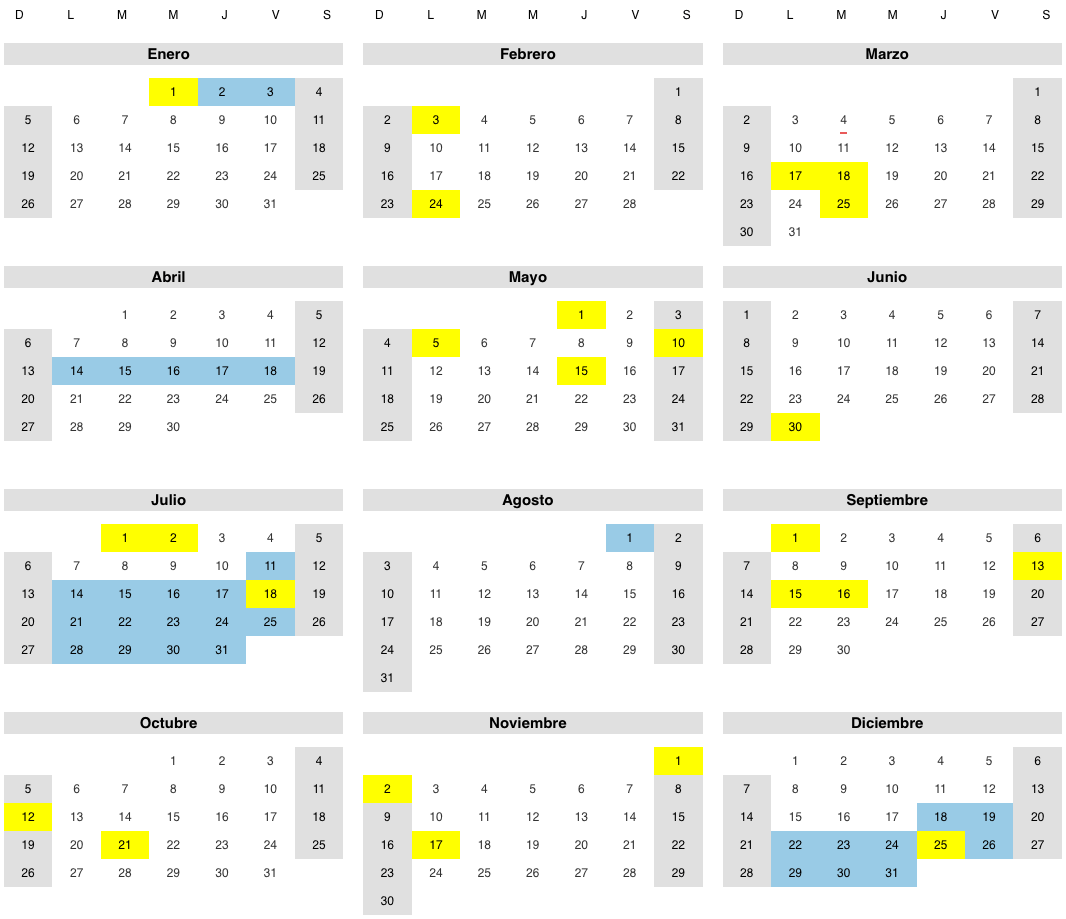 D L M M J V S D L M M J V S D L M M J V S
Enero Febrero Marzo
1 2 3 4 1 1
5 6 7 8 9 10 11 2 3 4 5 6 7 8 2 3 4 5 6 7 8
12 13 14 15 16 17 18 9 10 11 12 13 14 15 9 10 11 12 13 14 15
19 20 21 22 23 24 25 16 17 18 19 20 21 22 16 17 18 19 20 21 22
26 27 28 29 30 31 23 24 25 26 27 28 23 24 25 26 27 28 29
30 31
Abril Mayo Junio
1 2 3 4 5 1 2 3 1 2 3 4 5 6 7
6 7 8 9 10 11 12 4 5 6 7 8 9 10 8 9 10 11 12 13 14
13 14 15 16 17 18 19 11 12 13 14 15 16 17 15 16 17 18 19 20 21
20 21 22 23 24 25 26 18 19 20 21 22 23 24 22 23 24 25 26 27 28
27 28 29 30 25 26 27 28 29 30 31 29 30
Julio Agosto Septiembre
1 2 3 4 5 1 2 1 2 3 4 5 6
6 7 8 9 10 11 12 3 4 5 6 7 8 9 7 8 9 10 11 12 13
13 14 15 16 17 18 19 10 11 12 13 14 15 16 14 15 16 17 18 19 20
20 21 22 23 24 25 26 17 18 19 20 21 22 23 21 22 23 24 25 26 27
27 28 29 30 31 24 25 26 27 28 29 30 28 29 30
31
Octubre Noviembre Diciembre
1 2 3 4 1 1 2 3 4 5 6
5 6 7 8 9 10 11 2 3 4 5 6 7 8 7 8 9 10 11 12 13
12 13 14 15 16 17 18 9 10 11 12 13 14 15 14 15 16 17 18 19 20
19 20 21 22 23 24 25 16 17 18 19 20 21 22 21 22 23 24 25 26 27
26 27 28 29 30 31 23 24 25 26 27 28 29 28 29 30 31
30